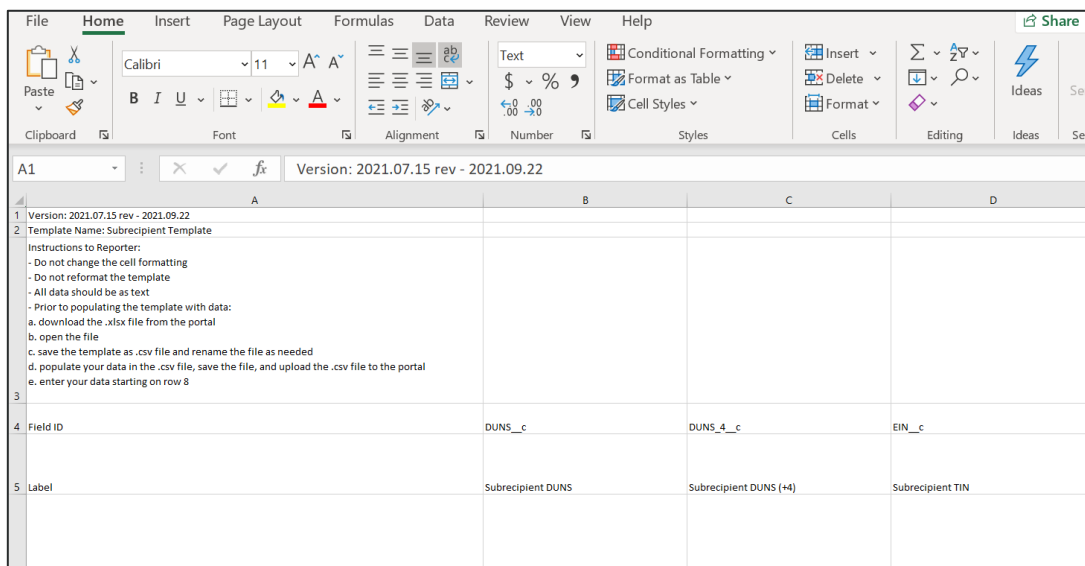 File Home Insert Page Layout Formulas Data Review View Help Share
Calibri 11 A^ A˅ ab Text Conditional Formatting Insert Σ A Z
Paste Format as Table Delete Ideas
B I U A $ % , Cell Styles Format
←0 .00 .00 →0
Clipboard Font Alignment Number Styles Cells Editing Ideas
A1 fx Version: 2021.07.15 rev - 2021.09.22
A B C D
1 Version: 2021.07.15 rev - 2021.09.22
2 Template Name: Subrecipient Template
Instructions to Reporter:
- Do not change the cell formatting
- Do not reformat the template
- All data should be as text
- Prior to populating the template with data:
a. download the .xlsx file from the portal
b. open the file
c. save the template as .csv file and rename the file as needed
d. populate your data in the .csv file, save the file, and upload the .csv file to the portal
e. enter your data starting on row 8
3
4 Field ID DUNS__c DUNS_4__c EIN__c
5 Label Subrecipient DUNS Subrecipient DUNS (+4) Subrecipient TIN